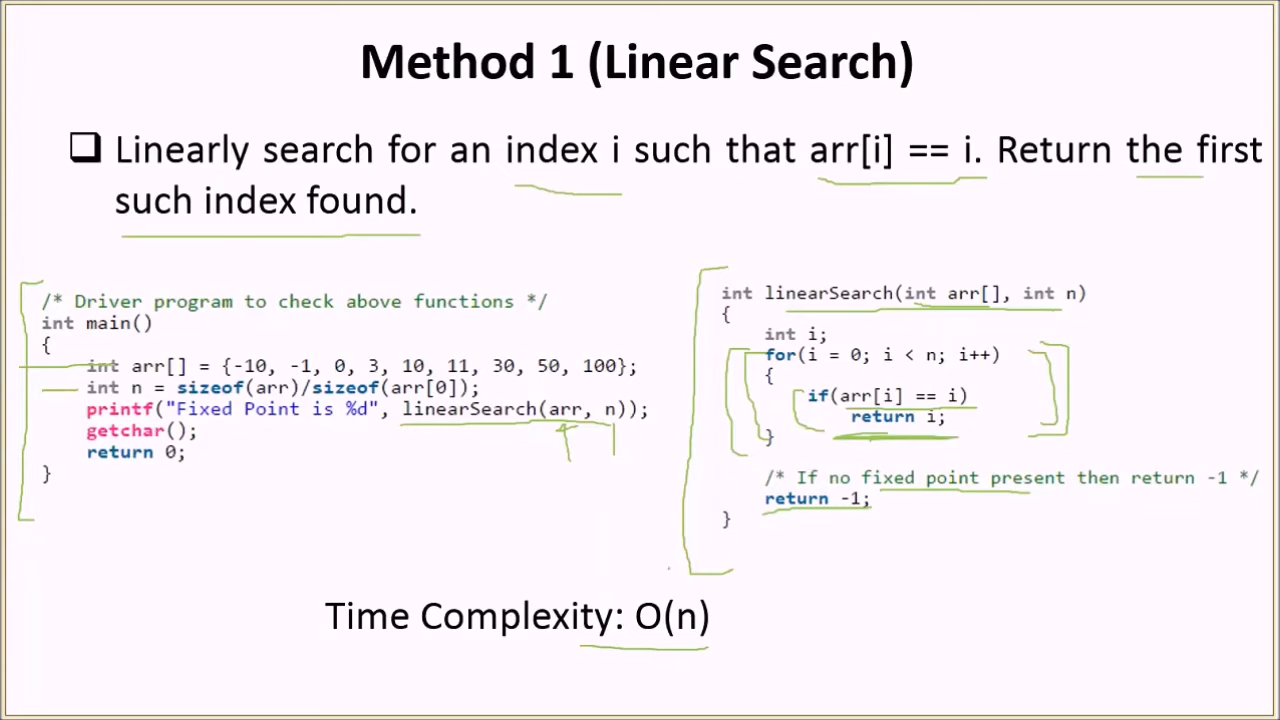 Method 1 (Linear Search)
❑ Linearly search for an index i such that arr[i] == i. Return the first
such index found.
/* Driver program to check above functions */
int main()
{
int arr[] = {-10, -1, 0, 3, 10, 11, 30, 50, 100};
int n = sizeof(arr)/sizeof(arr[0]);
printf("Fixed Point is %d", linearSearch(arr, n));
getchar();
return 0;
}
int linearSearch(int arr[], int n)
{
int i;
for(i = 0; i < n; i++)
{
if(arr[i] == i)
return i;
}
/* If no fixed point present then return -1 */
return -1;
}
Time Complexity: O(n)